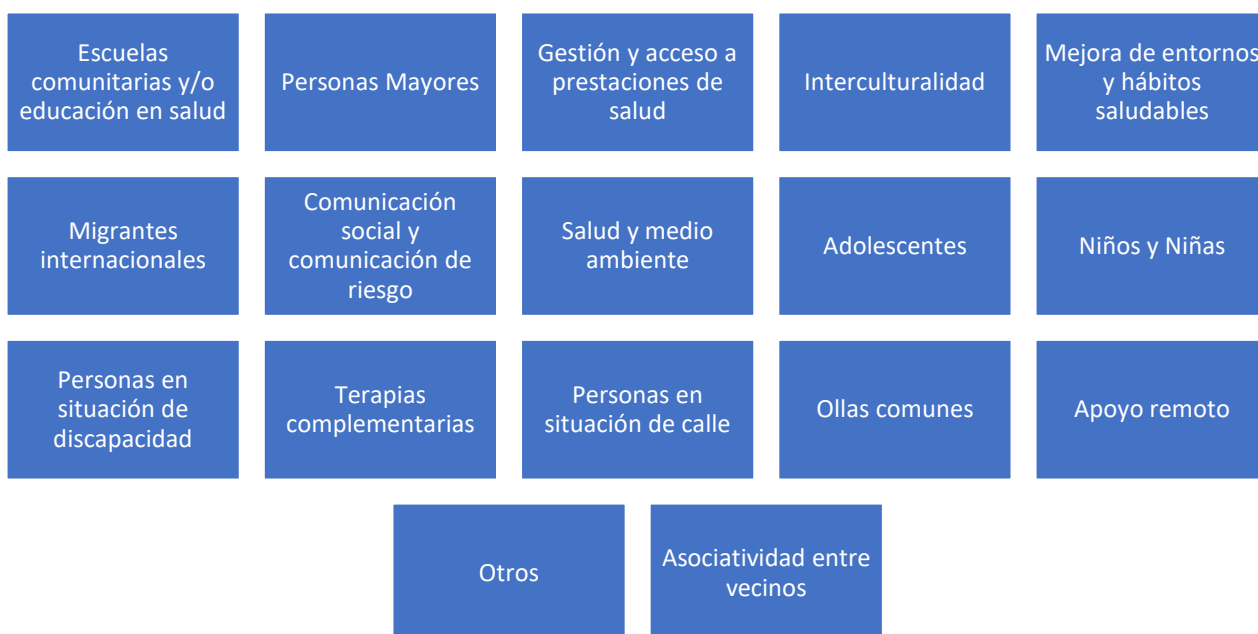 Escuelas
comunitarias y/o
educación en salud
Personas Mayores
Gestión y acceso a
prestaciones de
salud
Interculturalidad
Mejora de entornos
y hábitos
saludables
Migrantes
internacionales
Comunicación
social y
comunicación de
riesgo
Salud y medio
ambiente
Adolescentes
Niños y Niñas
Personas en
situación de
discapacidad
Terapias
complementarias
Personas en
situación de calle
Ollas comunes
Apoyo remoto
Otros
Asociatividad entre
vecinos